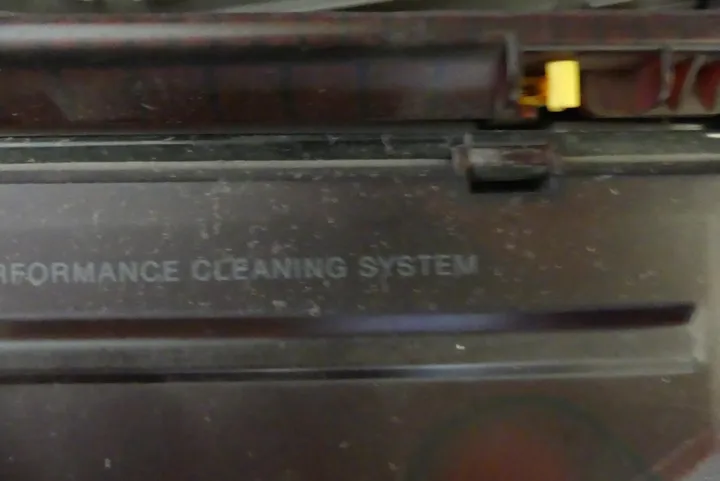 RFORMANCE CLEANING SYSTEM